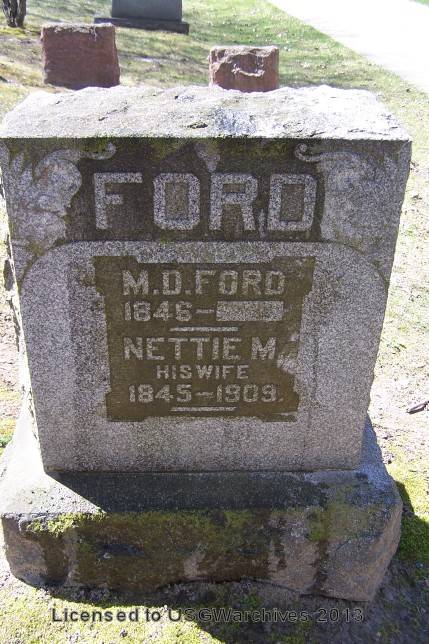 FORD
M.D. FORD
1846–
NETTIE M.
HIS WIFE
1845–1909.
Licensed to USGWarchives 2013